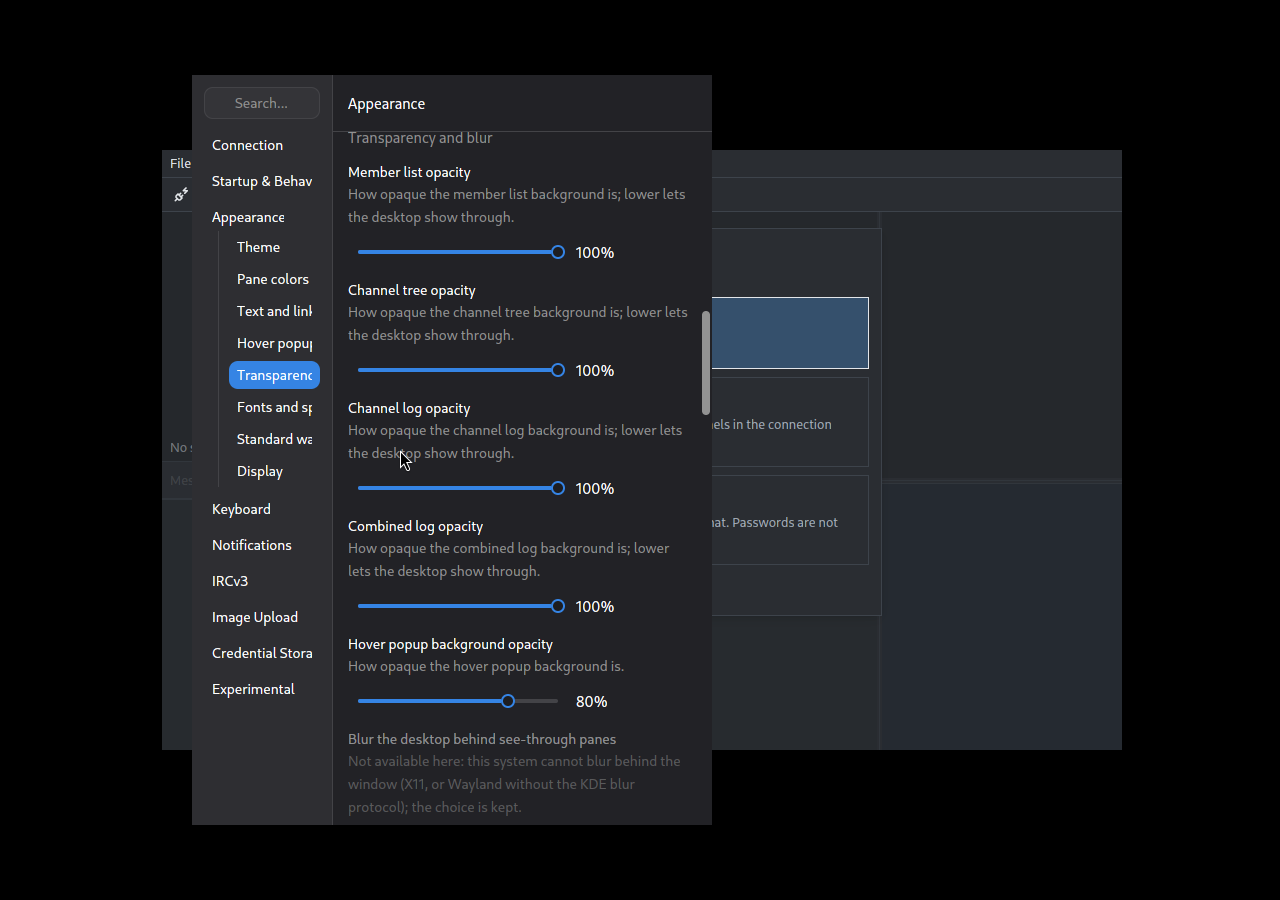 Search...
Connection
Startup & Behav
Appearance
Theme
Pane colors
Text and link
Hover popup
Transparenc
Fonts and sp
Standard wa
Display
Keyboard
Notifications
IRCv3
Image Upload
Credential Stora
Experimental
Appearance
Transparency and blur
Member list opacity
How opaque the member list background is; lower lets
the desktop show through.
100%
Channel tree opacity
How opaque the channel tree background is; lower lets
the desktop show through.
100%
Channel log opacity
How opaque the channel log background is; lower lets
the desktop show through.
100%
Combined log opacity
How opaque the combined log background is; lower
lets the desktop show through.
100%
Hover popup background opacity
How opaque the hover popup background is.
80%
Blur the desktop behind see-through panes
Not available here: this system cannot blur behind the
window (X11, or Wayland without the KDE blur
protocol); the choice is kept.
File
No s
Mes
nels in the connection
hat. Passwords are not